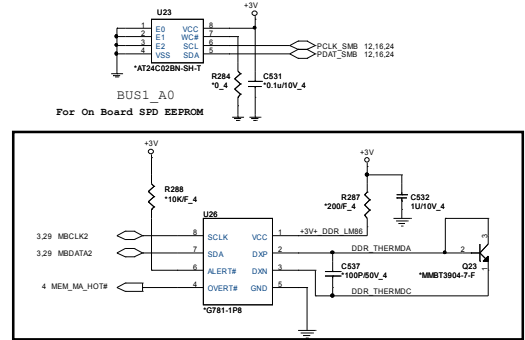 U23
+3V
1 E0 VCC 8
2 E1 WC# 7
3 E2 SCL 6
4 VSS SDA 5
PCLK_SMB 12,16,24
PDAT_SMB 12,16,24
*AT24C02BN-SH-T
R284
*0_4
C531
*0.1u/10V_4
BUS1_A0
For On Board SPD EEPROM
+3V
+3V
R288
*10K/F_4
R287
*200/F_4
C532
1U/10V_4
U26
+3V+ DDR_LM86
3,29 MBCLK2
8 SCLK VCC 1
3,29 MBDATA2
7 SDA DXP 2
DDR_THERMDA
6 ALERT# DXN 3
4 MEM_MA_HOT#
4 OVERT# GND 5
*G781-1P8
C537
*100P/50V_4
DDR_THERMDC
2
3
1
Q23
*MMBT3904-7-F